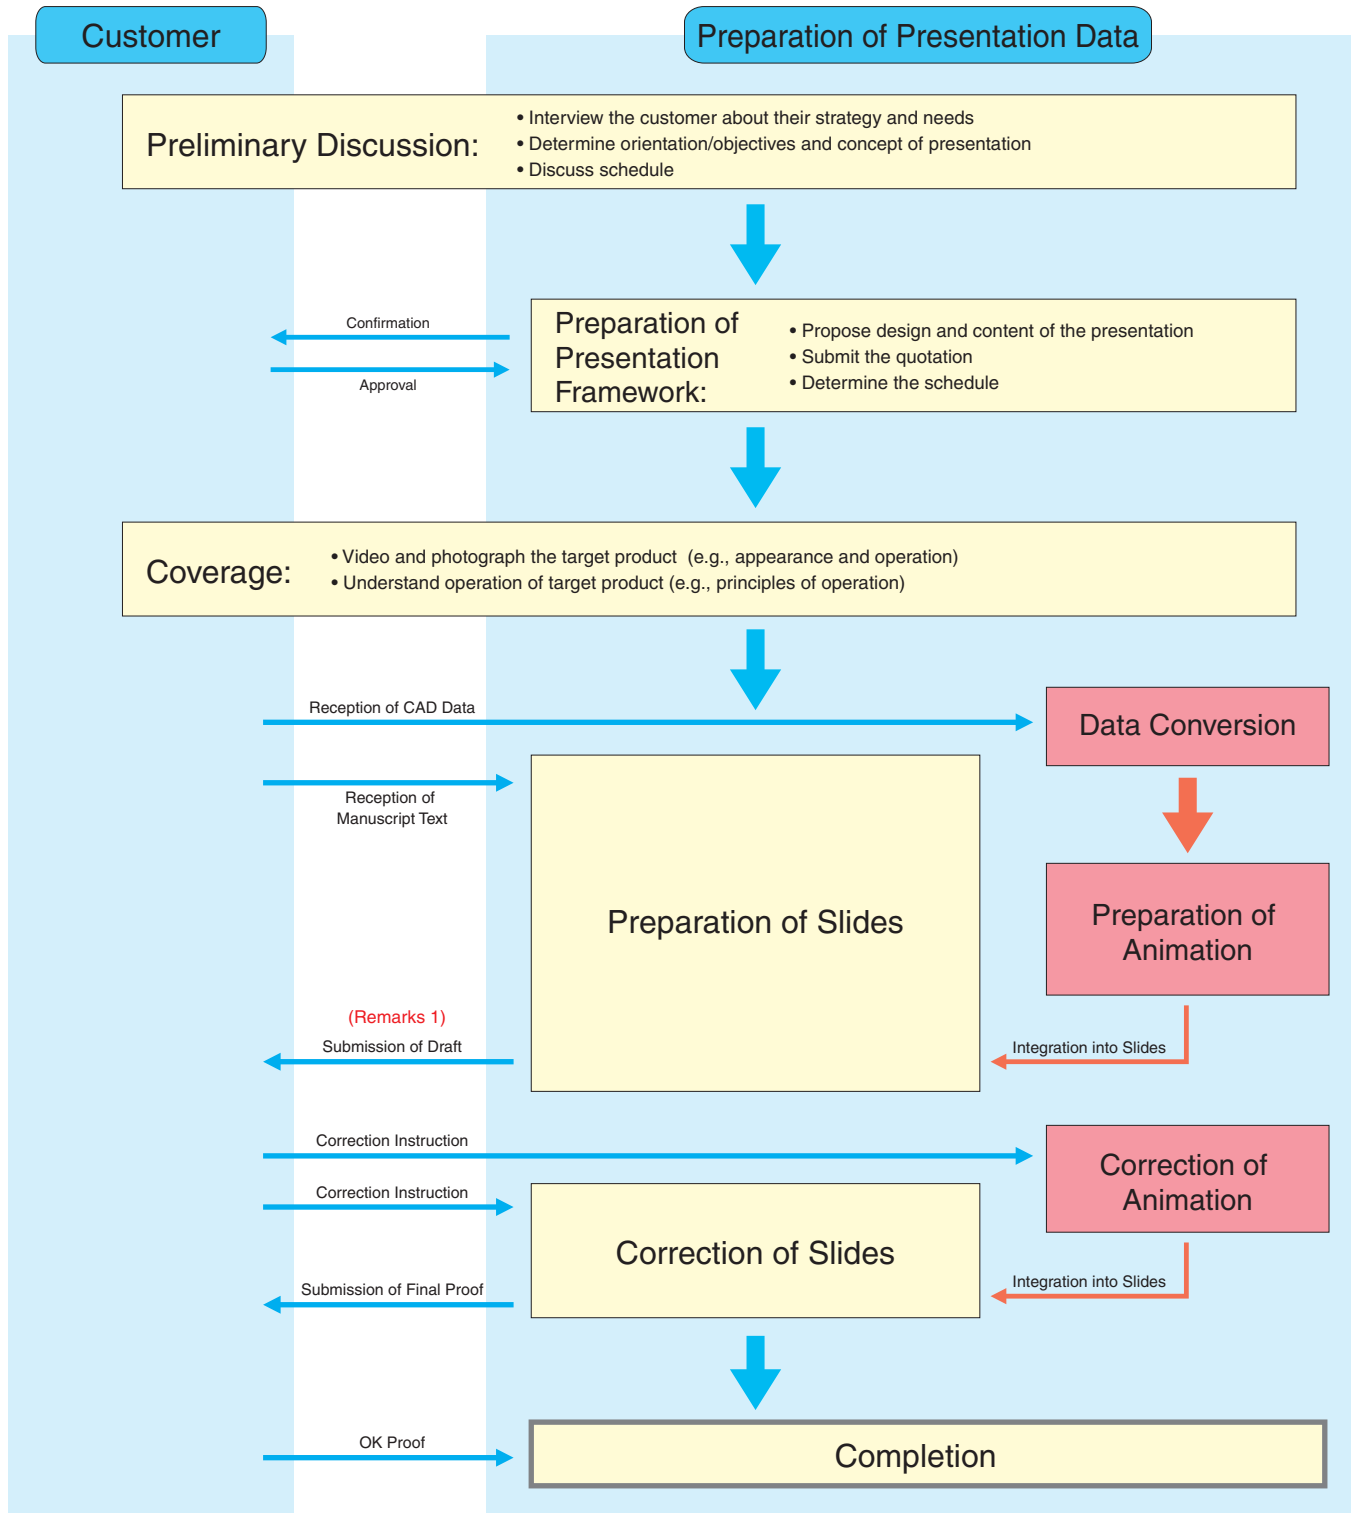 Customer
Preparation of Presentation Data
Preliminary Discussion:
• Interview the customer about their strategy and needs
• Determine orientation/objectives and concept of presentation
• Discuss schedule
Confirmation
Approval
Preparation of
Presentation
Framework:
• Propose design and content of the presentation
• Submit the quotation
• Determine the schedule
Coverage:
• Video and photograph the target product (e.g., appearance and operation)
• Understand operation of target product (e.g., principles of operation)
Reception of CAD Data
Data Conversion
Reception of
Manuscript Text
Preparation of Slides
Preparation of
Animation
(Remarks 1)
Submission of Draft
Integration into Slides
Correction Instruction
Correction of
Animation
Correction Instruction
Correction of Slides
Submission of Final Proof
Integration into Slides
OK Proof
Completion